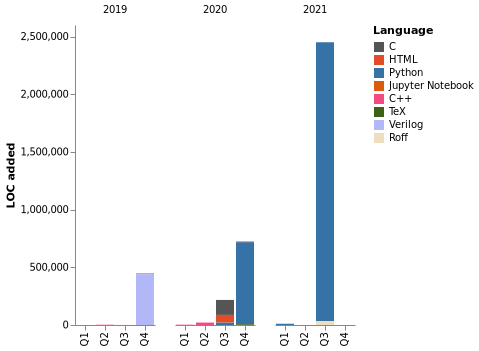 2019 2020 2021
Language
C
HTML
Python
Jupyter Notebook
C++
TeX
Verilog
Roff
LOC added
2,500,000
2,000,000
1,500,000
1,000,000
500,000
0
Q1 Q2 Q3 Q4 Q1 Q2 Q3 Q4 Q1 Q2 Q3 Q4